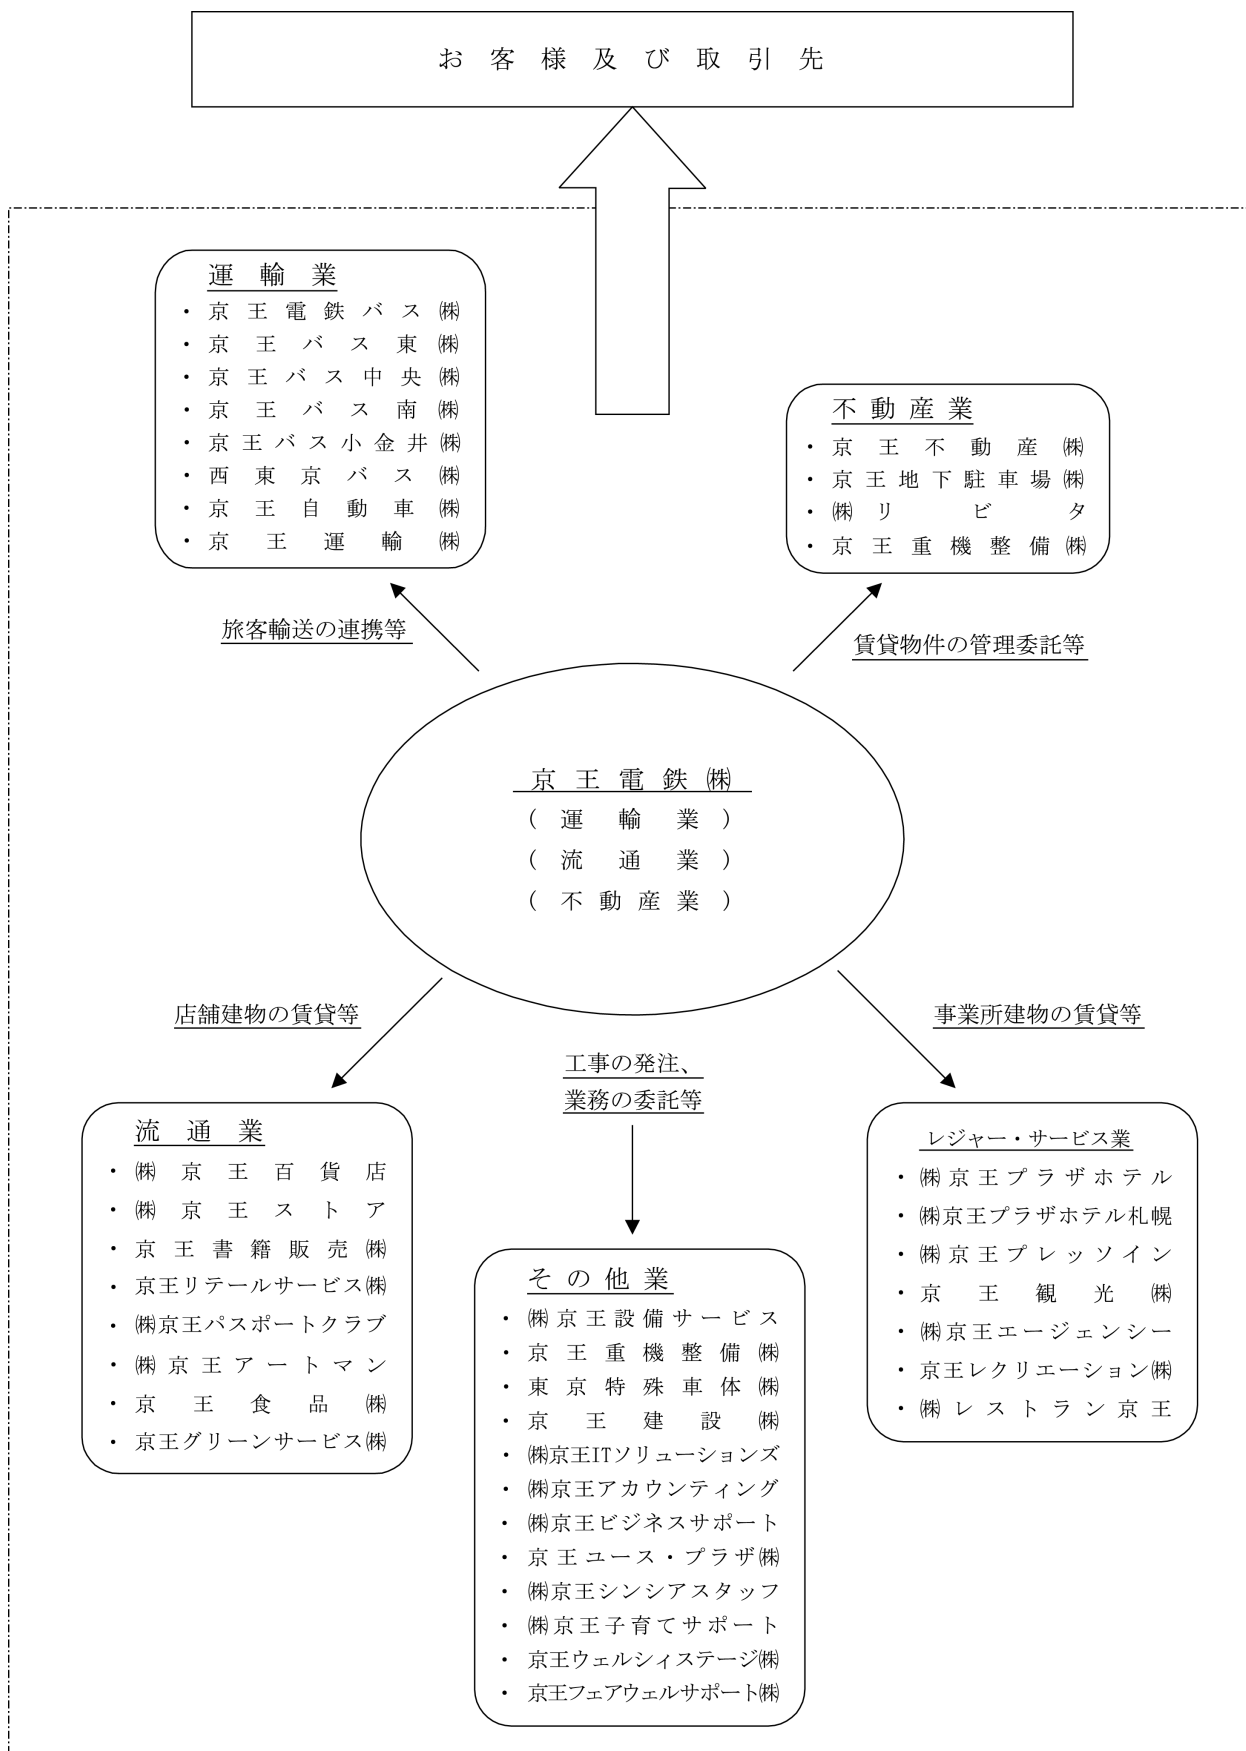 お客様及び取引先
運輸業
・京王電鉄バス㈱
・京王バス東㈱
・京王バス中央㈱
・京王バス南㈱
・京王バス小金井㈱
・西東京バス㈱
・京王自動車㈱
・京王運輸㈱
不動産業
・京王不動産㈱
・京王地下駐車場㈱
・㈱リビタ
・京王重機整備㈱
旅客輸送の連携等
賃貸物件の管理委託等
京王電鉄㈱
(運輸業)
(流通業)
(不動産業)
店舗建物の賃貸等
事業所建物の賃貸等
工事の発注、
業務の委託等
流通業
・㈱京王百貨店
・㈱京王ストア
・京王書籍販売㈱
・京王リテールサービス㈱
・㈱京王パスポートクラブ
・㈱京王アートマン
・京王食品㈱
・京王グリーンサービス㈱
その他業
・㈱京王設備サービス
・京王重機整備㈱
・東京特殊車体㈱
・京王建設㈱
・㈱京王ITソリューションズ
・㈱京王アカウンティング
・㈱京王ビジネスサポート
・京王ユース・プラザ㈱
・㈱京王シンシアスタッフ
・㈱京王子育てサポート
・京王ウェルシィステージ㈱
・京王フェアウェルサポート㈱
レジャー・サービス業
・㈱京王プラザホテル
・㈱京王プラザホテル札幌
・㈱京王プレッソイン
・京王観光㈱
・㈱京王エージェンシー
・京王レクリエーション㈱
・㈱レストラン京王